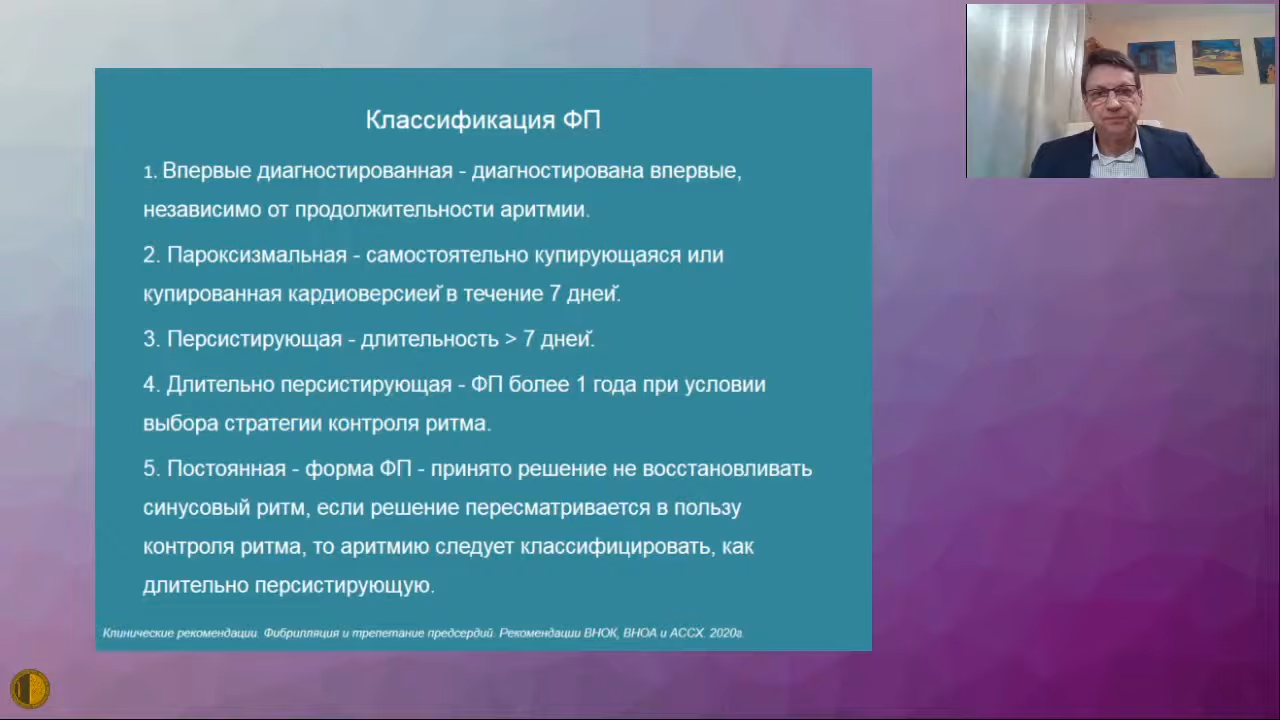 Классификация ФП
1. Впервые диагностированная - диагностирована впервые,
независимо от продолжительности аритмии.
2. Пароксизмальная - самостоятельно купирующаяся или
купированная кардиоверсией в течение 7 дней.
3. Персистирующая - длительность > 7 дней.
4. Длительно персистирующая - ФП более 1 года при условии
выбора стратегии контроля ритма.
5. Постоянная - форма ФП - принято решение не восстановливать
синусовый ритм, если решение пересматривается в пользу
контроля ритма, то аритмию следует классифицировать, как
длительно персистирующую.
Клинические рекомендации. Фибрилляция и трепетание предсердий. Рекомендации ВНОК, ВНОА и АССХ. 2020г.